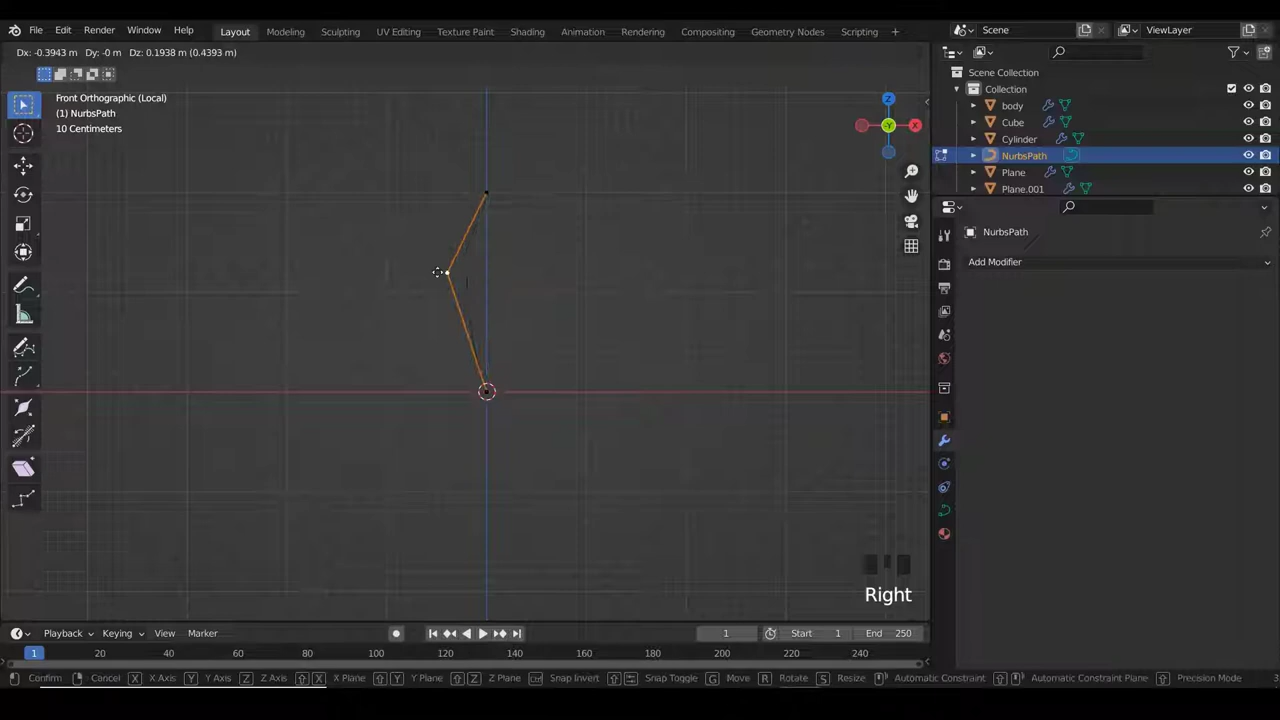 File Edit Render Window Help Layout Modeling Sculpting UV Editing Texture Paint Shading Animation Rendering Compositing Geometry Nodes Scripting + Scene ViewLayer
Dx: -0.3943 m Dy: -0 m Dz: 0.1938 m (0.4393 m)
Front Orthographic (Local)
(1) NurbsPath
10 Centimeters
Z
-Y
X
Scene Collection
Collection
body
Cube
Cylinder
NurbsPath
Plane
Plane.001
NurbsPath
Add Modifier
Right
Playback Keying View Marker 1 Start 1 End 250
1 20 40 60 80 100 120 140 160 180 200 220 240
Confirm Cancel X X Axis Y Y Axis Z Z Axis X X Plane Y Y Plane Z Z Plane Ctrl Snap Invert Snap Toggle G Move R Rotate S Resize Automatic Constraint Automatic Constraint Plane Precision Mode